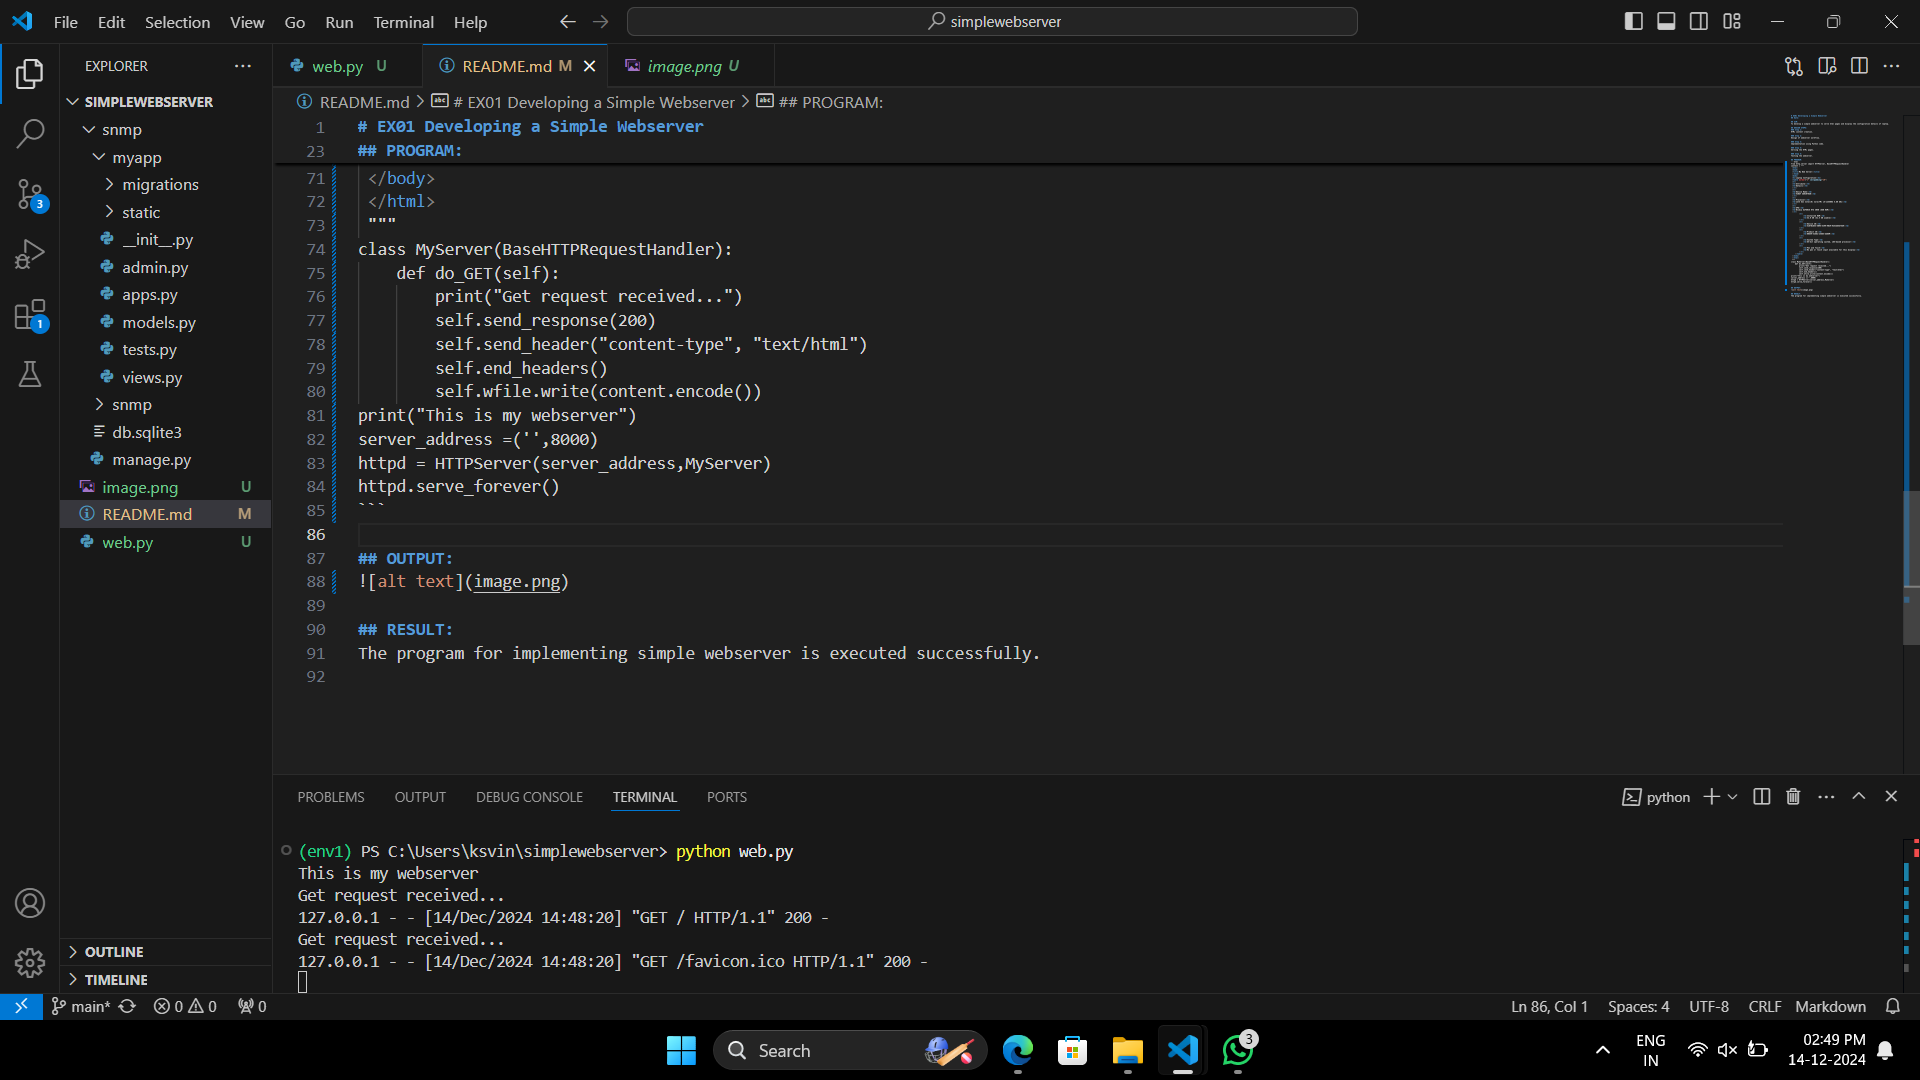 File Edit Selection View Go Run Terminal Help
simplewebserver
EXPLORER
SIMPLEWEBSERVER
snmp
myapp
migrations
static
__init__.py
admin.py
apps.py
models.py
tests.py
views.py
snmp
db.sqlite3
manage.py
image.png U
README.md M
web.py U
OUTLINE
TIMELINE
3
1
web.py U README.md M image.png U
README.md > # EX01 Developing a Simple Webserver > ## PROGRAM:
1 # EX01 Developing a Simple Webserver
23 ## PROGRAM:
71 </body>
72 </html>
73 """
74 class MyServer(BaseHTTPRequestHandler):
75 def do_GET(self):
76 print("Get request received...")
77 self.send_response(200)
78 self.send_header("content-type", "text/html")
79 self.end_headers()
80 self.wfile.write(content.encode())
81 print("This is my webserver")
82 server_address =('',8000)
83 httpd = HTTPServer(server_address,MyServer)
84 httpd.serve_forever()
85 ```
86
87 ## OUTPUT:
88 ![alt text](image.png)
89
90 ## RESULT:
91 The program for implementing simple webserver is executed successfully.
92
PROBLEMS OUTPUT DEBUG CONSOLE TERMINAL PORTS
python
(env1) PS C:\Users\ksvin\simplewebserver> python web.py
This is my webserver
Get request received...
127.0.0.1 - - [14/Dec/2024 14:48:20] "GET / HTTP/1.1" 200 -
Get request received...
127.0.0.1 - - [14/Dec/2024 14:48:20] "GET /favicon.ico HTTP/1.1" 200 -
main* 0 0 0
Ln 86, Col 1 Spaces: 4 UTF-8 CRLF Markdown
Search
3
ENG
IN
02:49 PM
14-12-2024